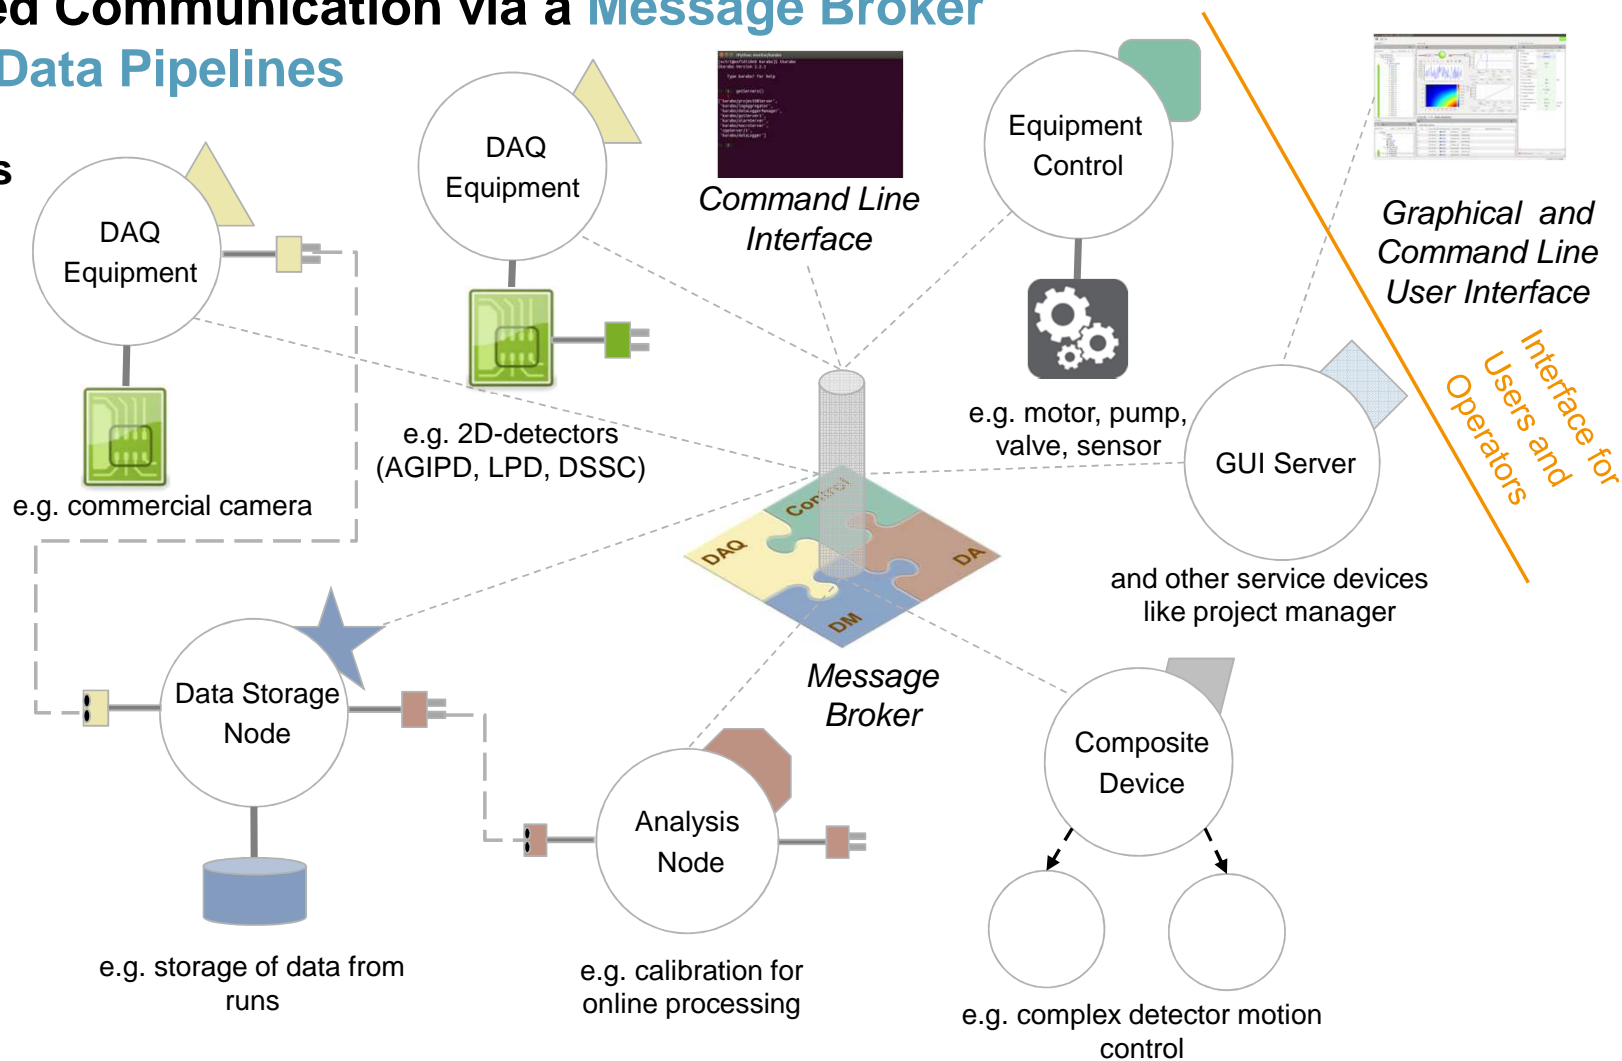 ed Communication via a Message Broker
Data Pipelines
s
DAQ
Equipment
e.g. commercial camera
DAQ
Equipment
e.g. 2D-detectors
(AGIPD, LPD, DSSC)
Command Line
Interface
Equipment
Control
e.g. motor, pump,
valve, sensor
Graphical and
Command Line
User Interface
Interface for
Users and
Operators
GUI Server
and other service devices
like project manager
Control
DAQ
DA
DM
Message
Broker
Data Storage
Node
e.g. storage of data from
runs
Analysis
Node
e.g. calibration for
online processing
Composite
Device
e.g. complex detector motion
control